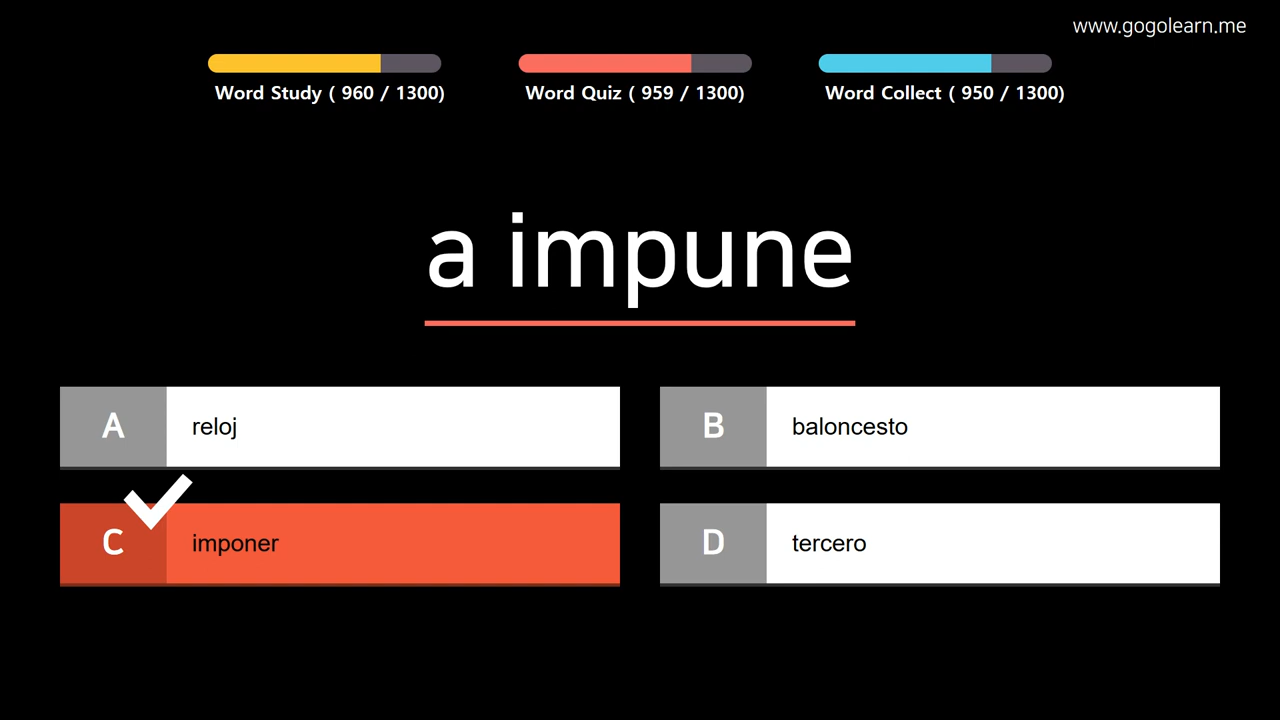 www.gogolearn.me
Word Study ( 960 / 1300)
Word Quiz ( 959 / 1300)
Word Collect ( 950 / 1300)
a impune
A reloj
B baloncesto
C imponer
D tercero